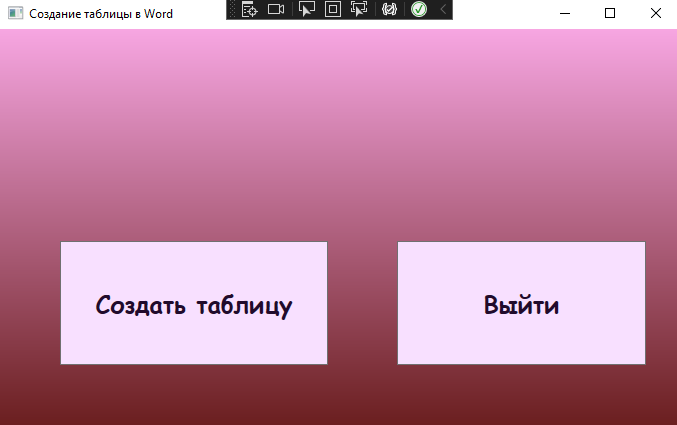 Создание таблицы в Word
Создать таблицу
Выйти